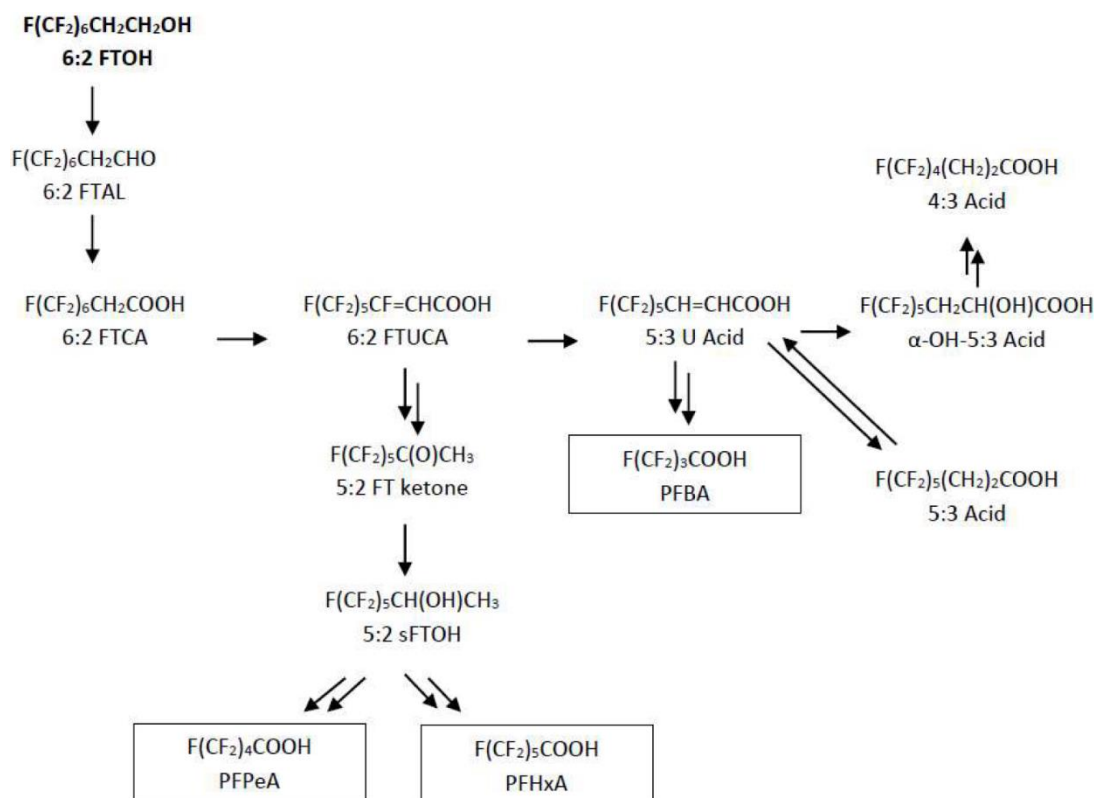 F(CF₂)₆CH₂CH₂OH
6:2 FTOH
F(CF₂)₆CH₂CHO
6:2 FTAL
F(CF₂)₄(CH₂)₂COOH
4:3 Acid
F(CF₂)₆CH₂COOH
6:2 FTCA
F(CF₂)₅CF=CHCOOH
6:2 FTUCA
F(CF₂)₅CH=CHCOOH
5:3 U Acid
F(CF₂)₅CH₂CH(OH)COOH
α-OH-5:3 Acid
F(CF₂)₅C(O)CH₃
5:2 FT ketone
F(CF₂)₃COOH
PFBA
F(CF₂)₅(CH₂)₂COOH
5:3 Acid
F(CF₂)₅CH(OH)CH₃
5:2 sFTOH
F(CF₂)₄COOH
PFPeA
F(CF₂)₅COOH
PFHxA